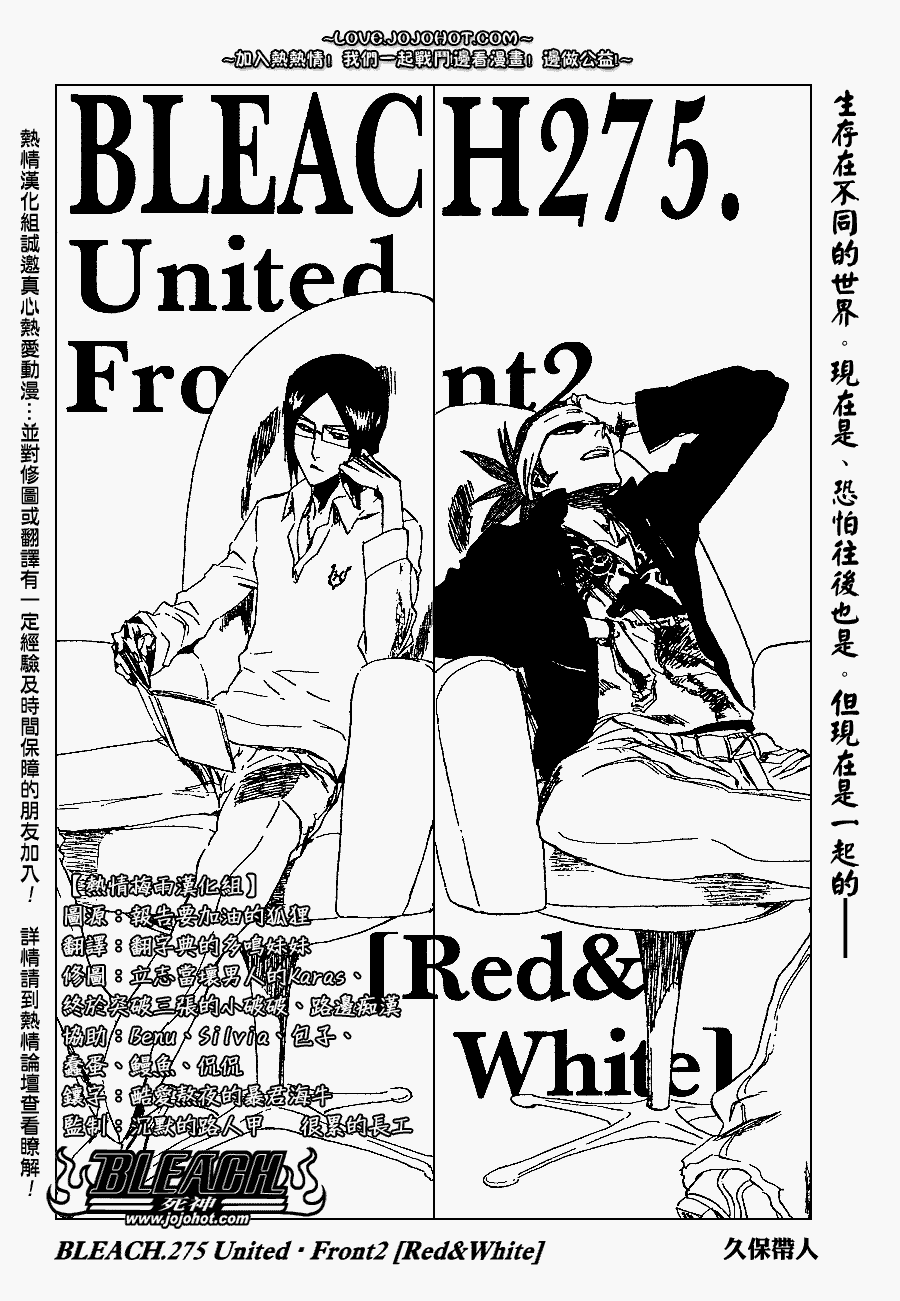 ~LOVE.JOJOHOT.COM~
~加入熱熱情！我們一起戰鬥邊看漫畫！邊做公益!~
BLEACH275.
United
Front2
生存在不同的世界。現在是、恐怕往後也是。但現在是一起的——
熱情漢化組誠邀真心熱愛動漫…並對修圖或翻譯有一定經驗及時間保障的朋友加入！ 詳情請到熱情論壇查看瞭解！
[Red&
White]
【熱情梅雨漢化組】
圖源：報告要加油的狐狸
翻譯：翻字典的多鳴妹妹
修圖：立志當壞男人的Karas、
終於突破三張的小破破、路邊痴漢
協助：Benu、Silvia、包子、
蠢蛋、鰻魚、侃侃
鑲字：酷愛熬夜的暴君海牛
監制：沉默的路人甲 很累的長工
BLEACH
死神
www.jojohot.com
BLEACH.275 United・Front2 [Red&White]
久保帶人